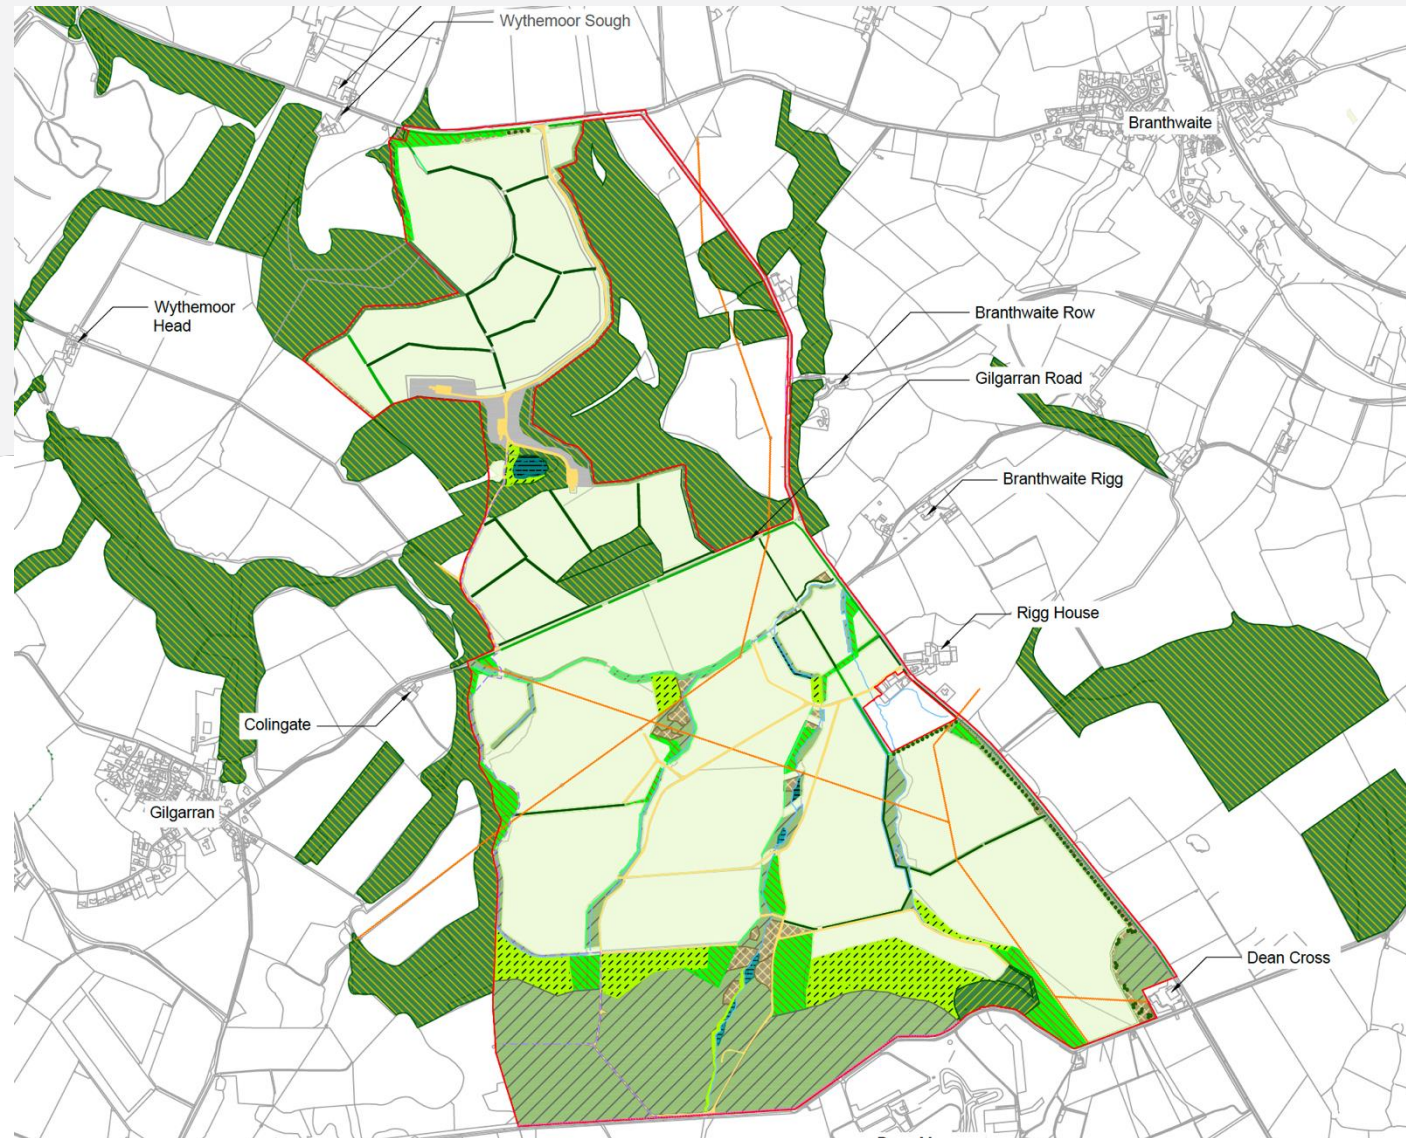 Wythemoor Sough
Branthwaite
Wythemoor
Head
Branthwaite Row
Gilgarran Road
Branthwaite Rigg
Rigg House
Colingate
Gilgarran
Dean Cross